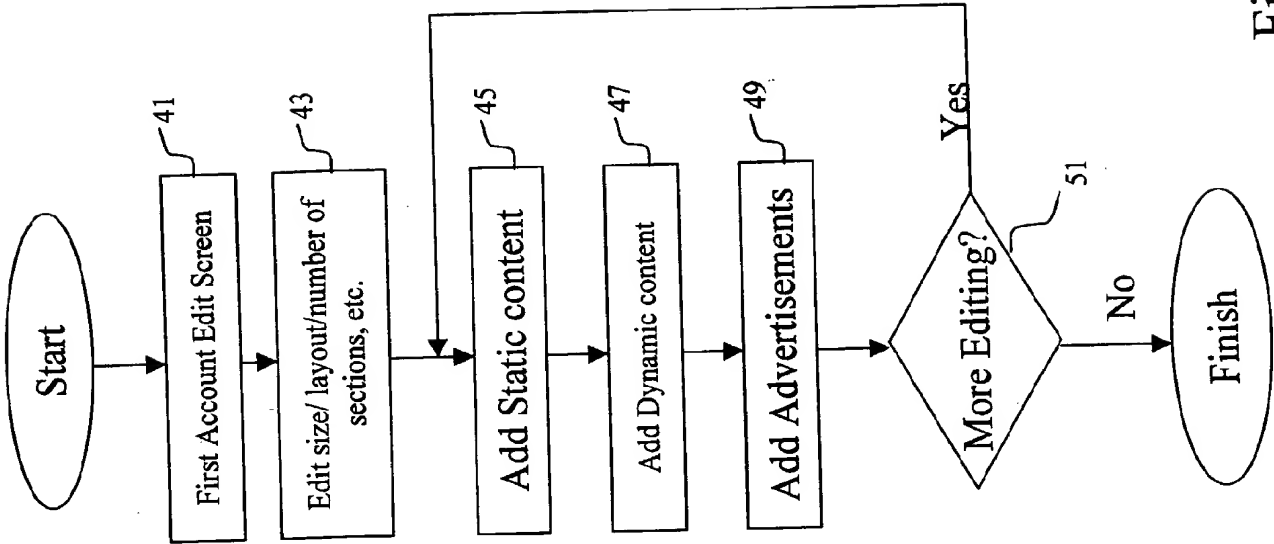 Start
First Account Edit Screen
41
Edit size/ layout/number of
sections, etc.
43
Add Static content
45
Add Dynamic content
47
Add Advertisements
49
More Editing?
51
Yes
No
Finish